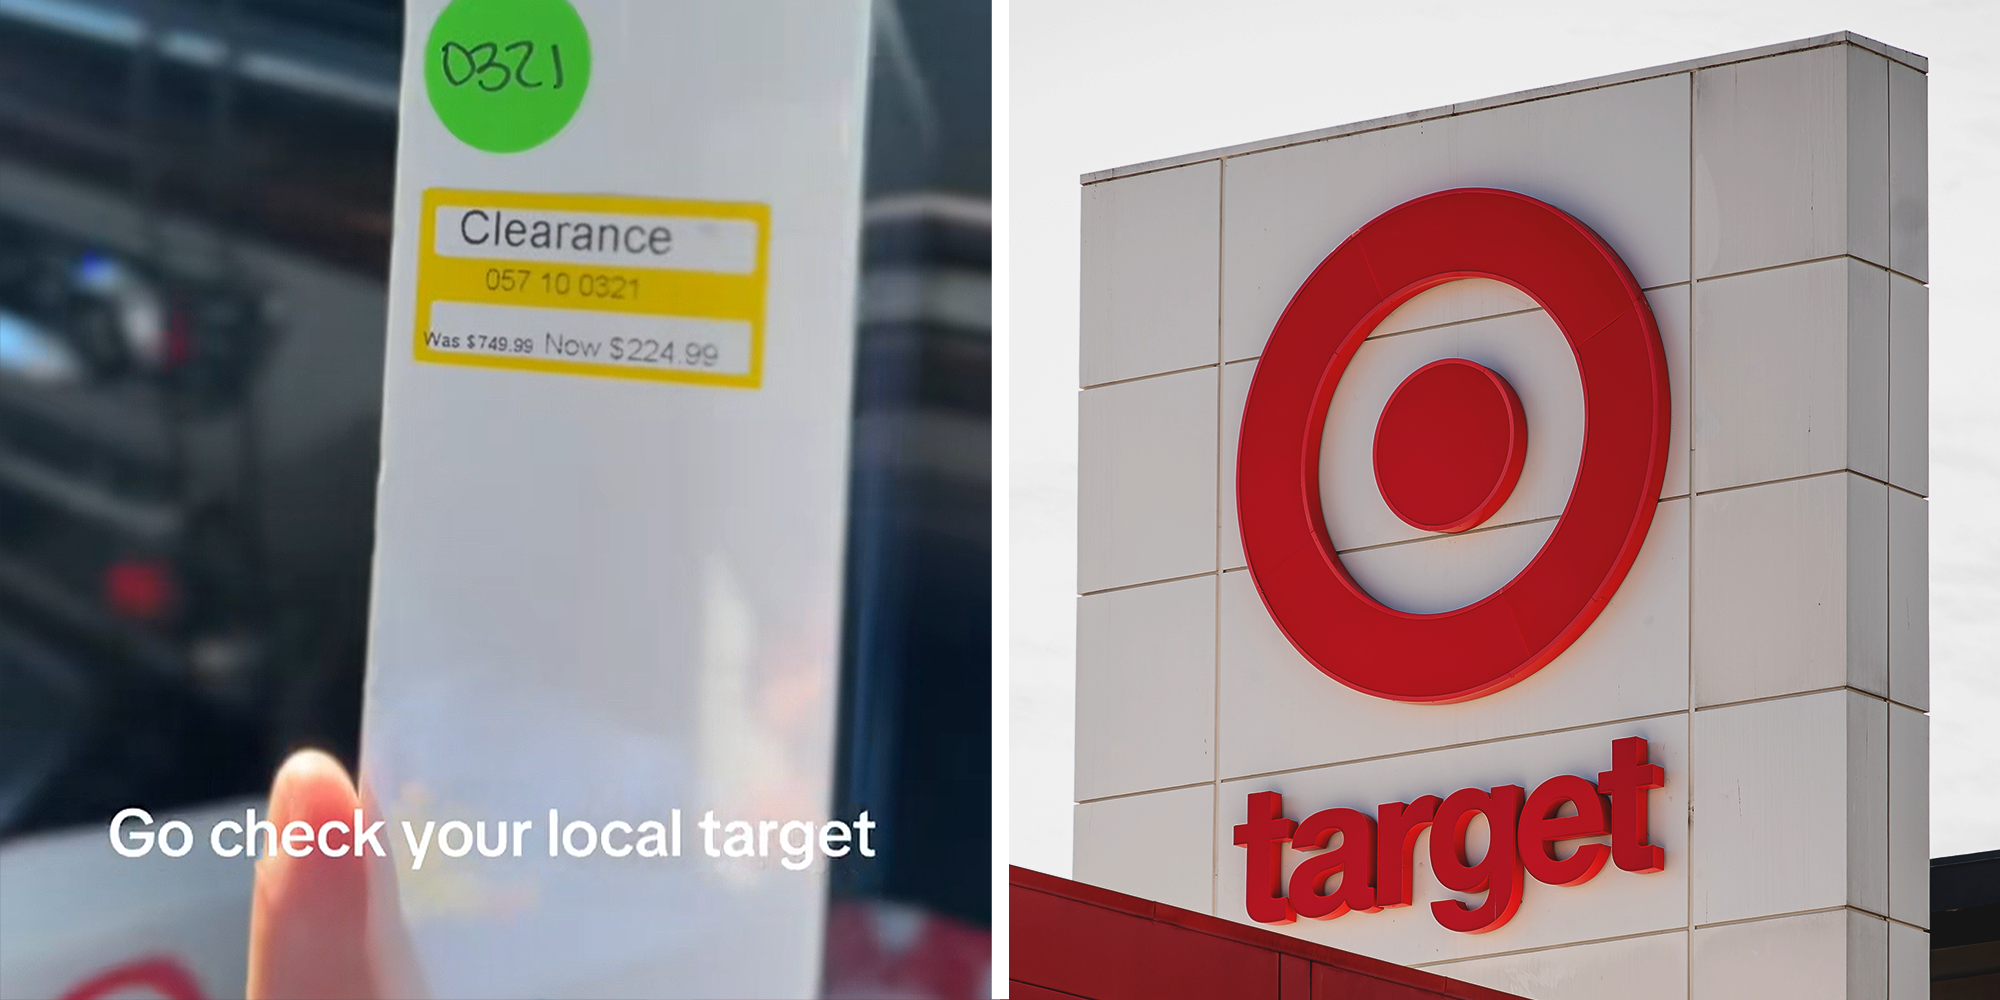 0321
Clearance
057 10 0321
Was $749.99 Now $224.99
Go check your local target
target